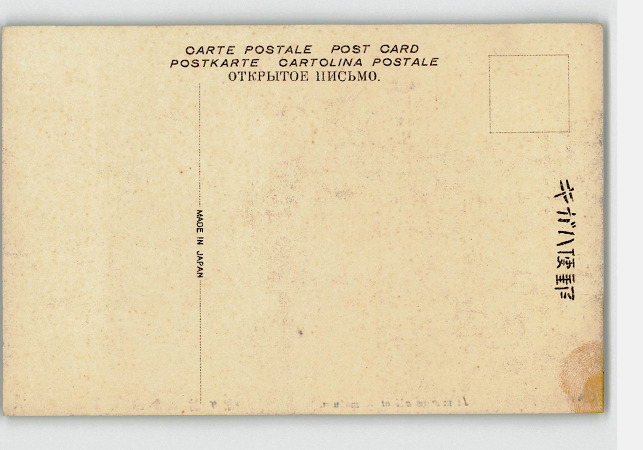 CARTE POSTALE POST CARD
POSTKARTE CARTOLINA POSTALE
ОТКРЫТОЕ ПИСЬМО.
MADE IN JAPAN
郵便ハガキ